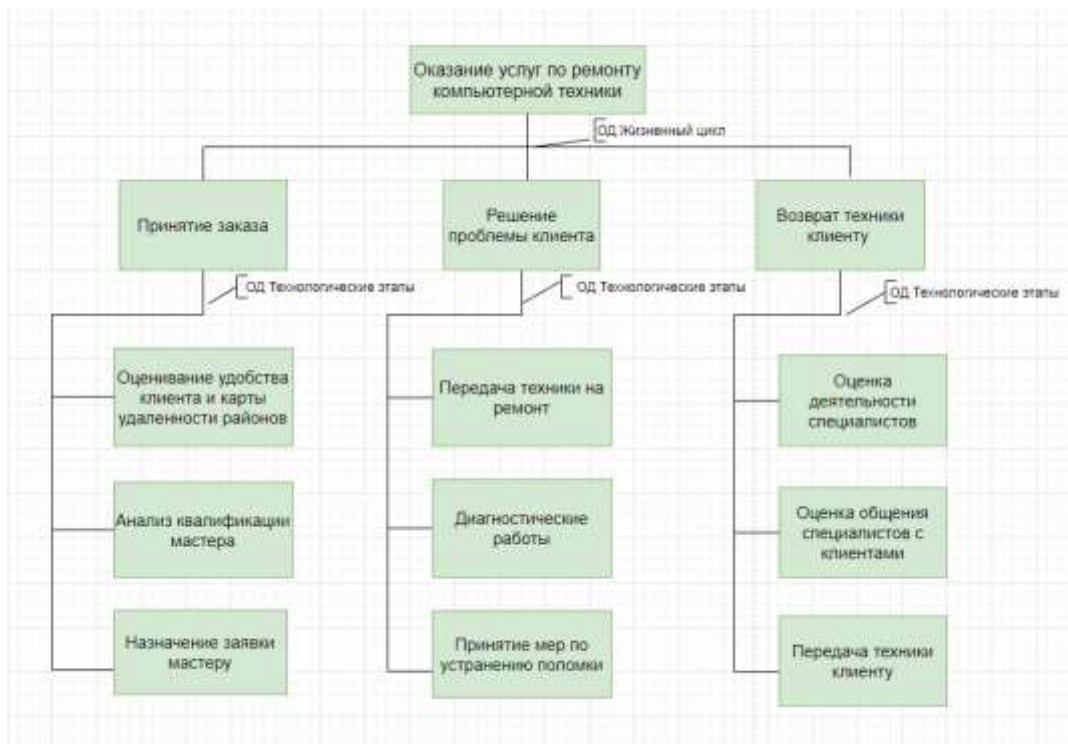 Оказание услуг по ремонту
компьютерной техники
ОД Жизненный цикл
Принятие заказа
Решение
проблемы клиента
Возврат техники
клиенту
ОД Технологические этапы
ОД Технологические этапы
ОД Технологические этапы
Оценивание удобства
клиента и карты
удаленности районов
Передача техники на
ремонт
Оценка
деятельности
специалистов
Анализ квалификации
мастера
Диагностические
работы
Оценка общения
специалистов с
клиентами
Назначение заявки
мастеру
Принятие мер по
устранению поломки
Передача техники
клиенту